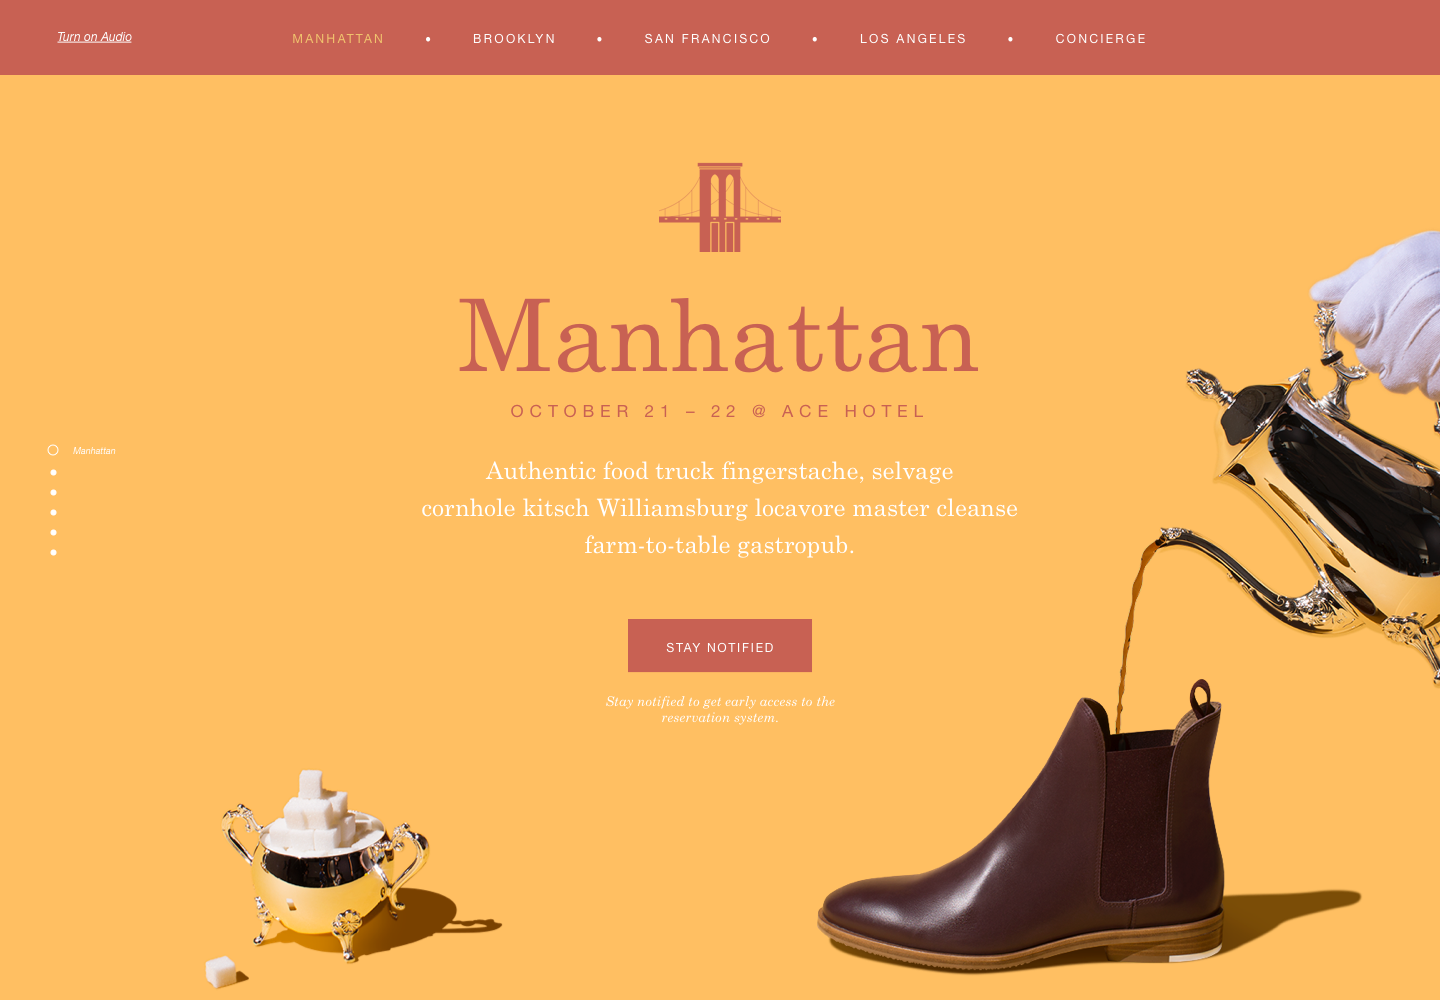 Turn on Audio
MANHATTAN • BROOKLYN • SAN FRANCISCO • LOS ANGELES • CONCIERGE
Manhattan
OCTOBER 21 – 22 @ ACE HOTEL
Manhattan
Authentic food truck fingerstache, selvage
cornhole kitsch Williamsburg locavore master cleanse
farm-to-table gastropub.
STAY NOTIFIED
Stay notified to get early access to the
reservation system.